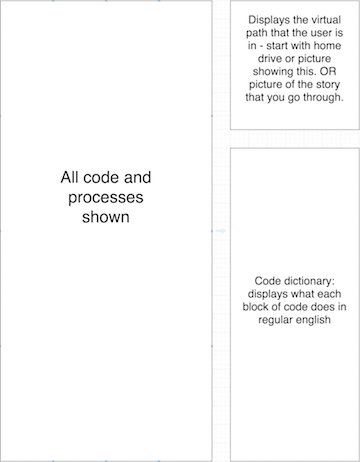 All code and
processes
shown
Displays the virtual
path that the user is
in - start with home
drive or picture
showing this. OR
picture of the story
that you go through.
Code dictionary:
displays what each
block of code does in
regular english